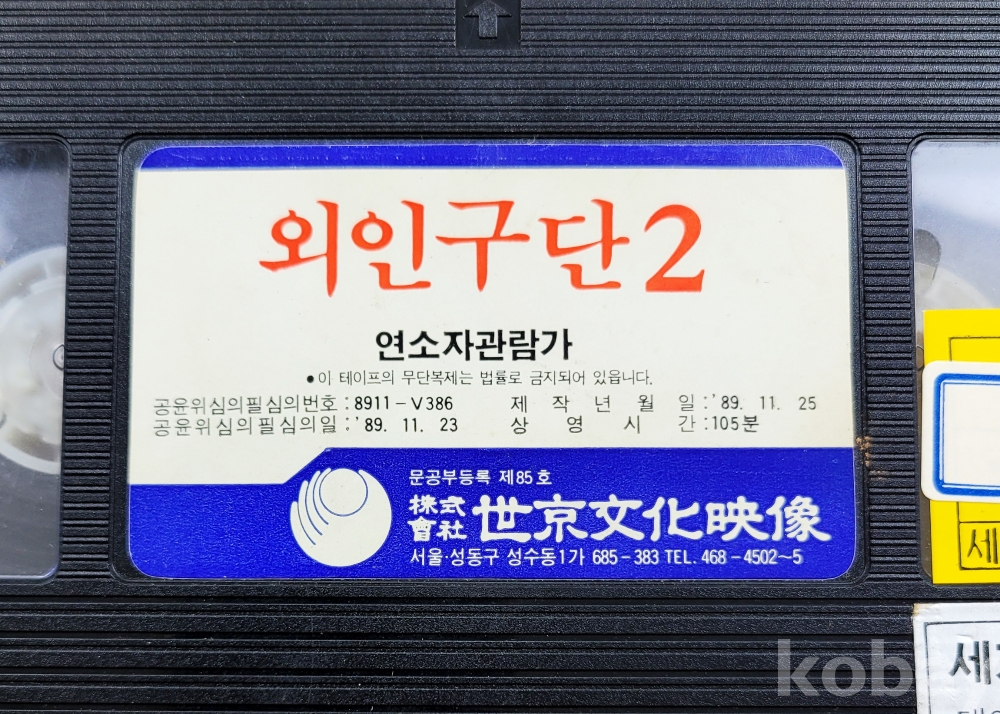 외인구단2
연소자관람가
●이 테이프의 무단복제는 법률로 금지되어 있읍니다.
공윤위심의필심의번호:8911-V386 제작년월일:'89. 11. 25
공윤위심의필심의일:'89. 11. 23 상영시간:105분
문공부등록 제85호
株式會社 世京文化映像
서울·성동구 성수동1가 685-383 TEL. 468-4502~5
세
koba